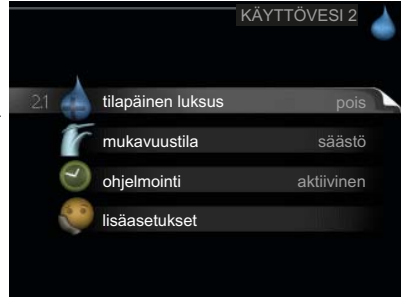 KÄYTTÖVESI 2
2.1 tilapäinen luksus pois
mukavuustila säästö
ohjelmointi aktiivinen
lisäasetukset